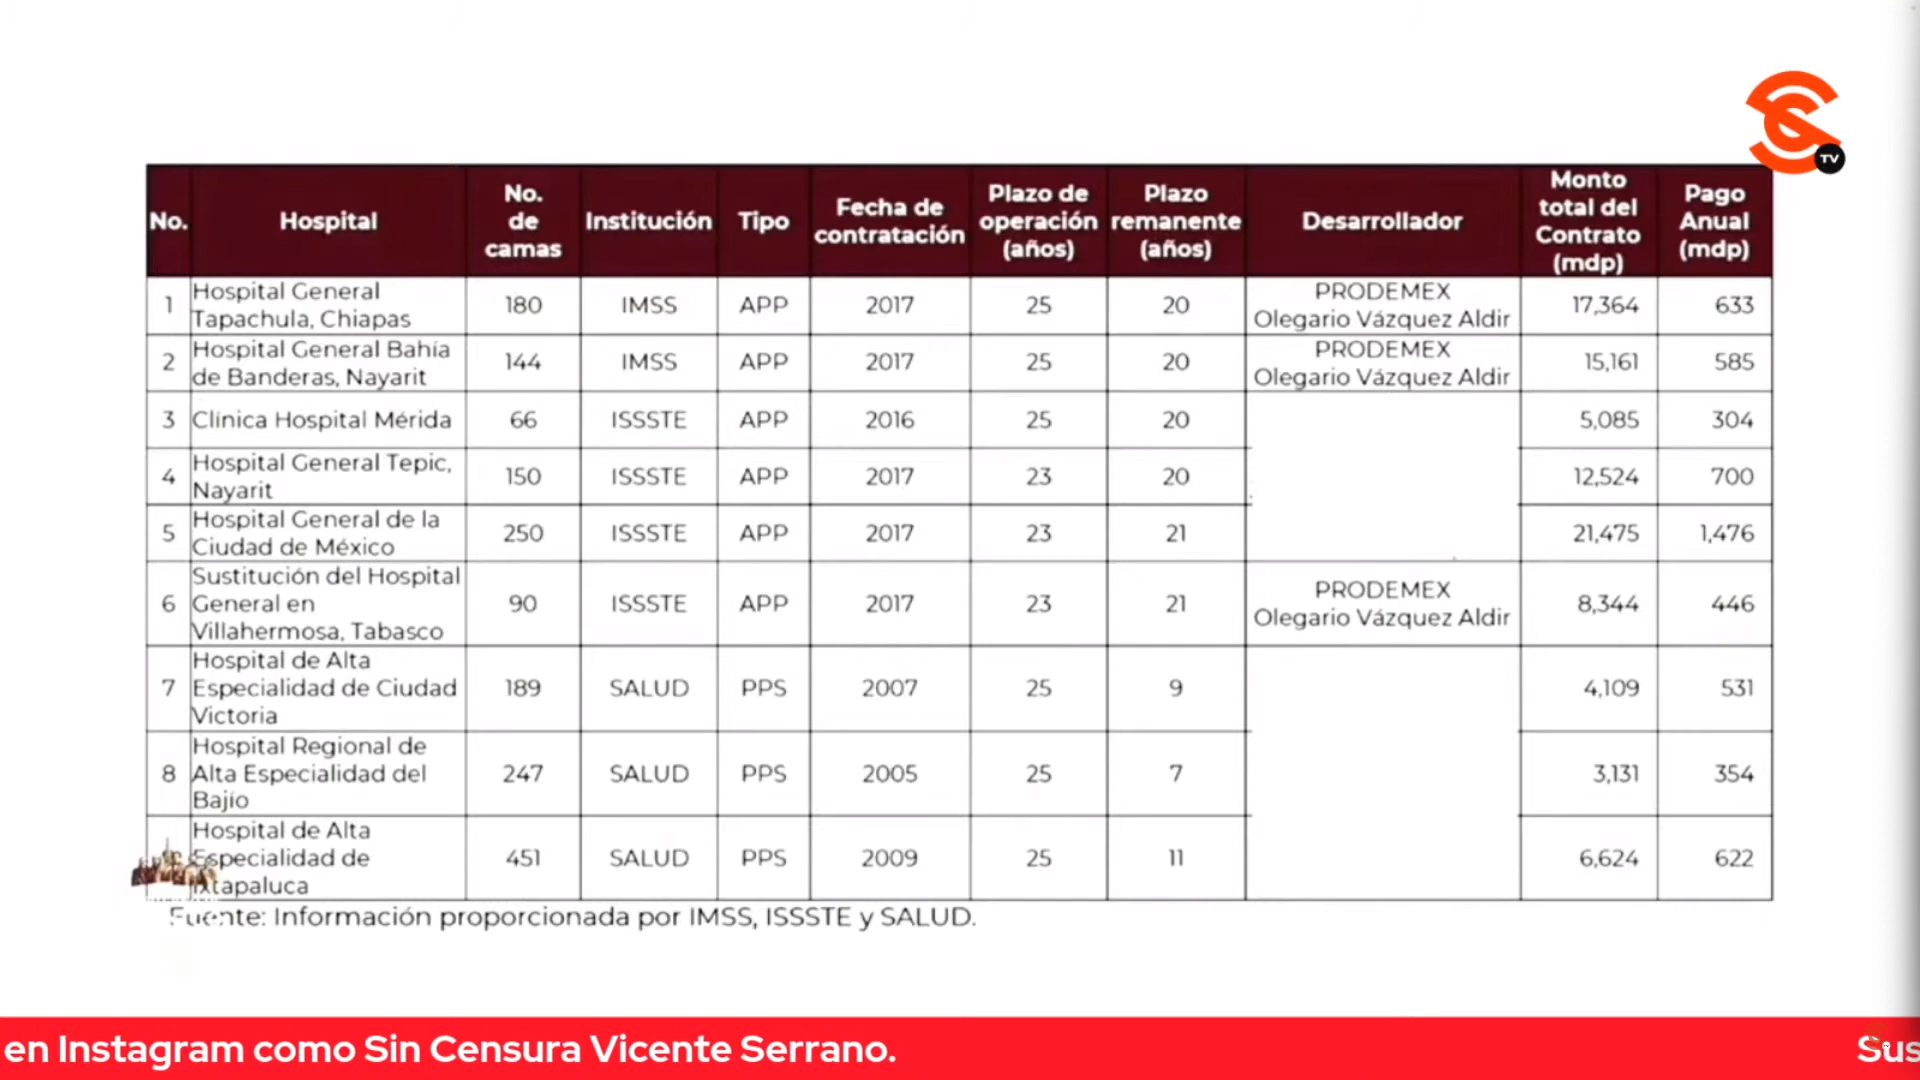 TV
No. Hospital No. de camas Institución Tipo Fecha de contratación Plazo de operación (años) Plazo remanente (años) Desarrollador Monto total del Contrato (mdp) Pago Anual (mdp)
1 Hospital General Tapachula, Chiapas 180 IMSS APP 2017 25 20 PRODEMEX Olegario Vázquez Aldir 17,364 633
2 Hospital General Bahía de Banderas, Nayarit 144 IMSS APP 2017 25 20 PRODEMEX Olegario Vázquez Aldir 15,161 585
3 Clínica Hospital Mérida 66 ISSSTE APP 2016 25 20 5,085 304
4 Hospital General Tepic, Nayarit 150 ISSSTE APP 2017 23 20 12,524 700
5 Hospital General de la Ciudad de México 250 ISSSTE APP 2017 23 21 21,475 1,476
6 Sustitución del Hospital General en Villahermosa, Tabasco 90 ISSSTE APP 2017 23 21 PRODEMEX Olegario Vázquez Aldir 8,344 446
7 Hospital de Alta Especialidad de Ciudad Victoria 189 SALUD PPS 2007 25 9 4,109 531
8 Hospital Regional de Alta Especialidad del Bajío 247 SALUD PPS 2005 25 7 3,131 354
Hospital de Alta Especialidad de Ixtapaluca 451 SALUD PPS 2009 25 11 6,624 622
Fuente: Información proporcionada por IMSS, ISSSTE y SALUD.
en Instagram como Sin Censura Vicente Serrano. Sus